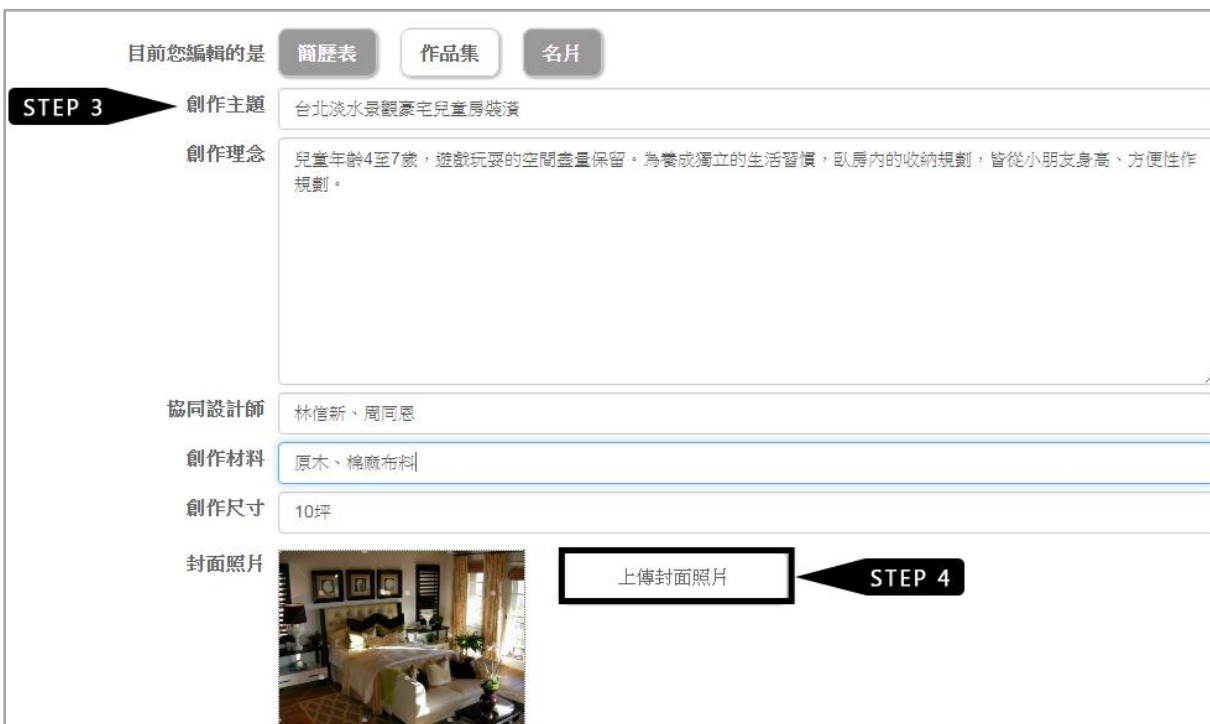 目前您編輯的是 簡歷表 作品集 名片
STEP 3 創作主題 台北淡水景觀豪宅兒童房裝潢
創作理念 兒童年齡4至7歲，遊戲玩耍的空間盡量保留。為養成獨立的生活習慣，臥房內的收納規劃，皆從小朋友身高、方便性作
規劃。
協同設計師 林信新、周同恩
創作材料 原木、棉麻布料
創作尺寸 10坪
封面照片 上傳封面照片 STEP 4